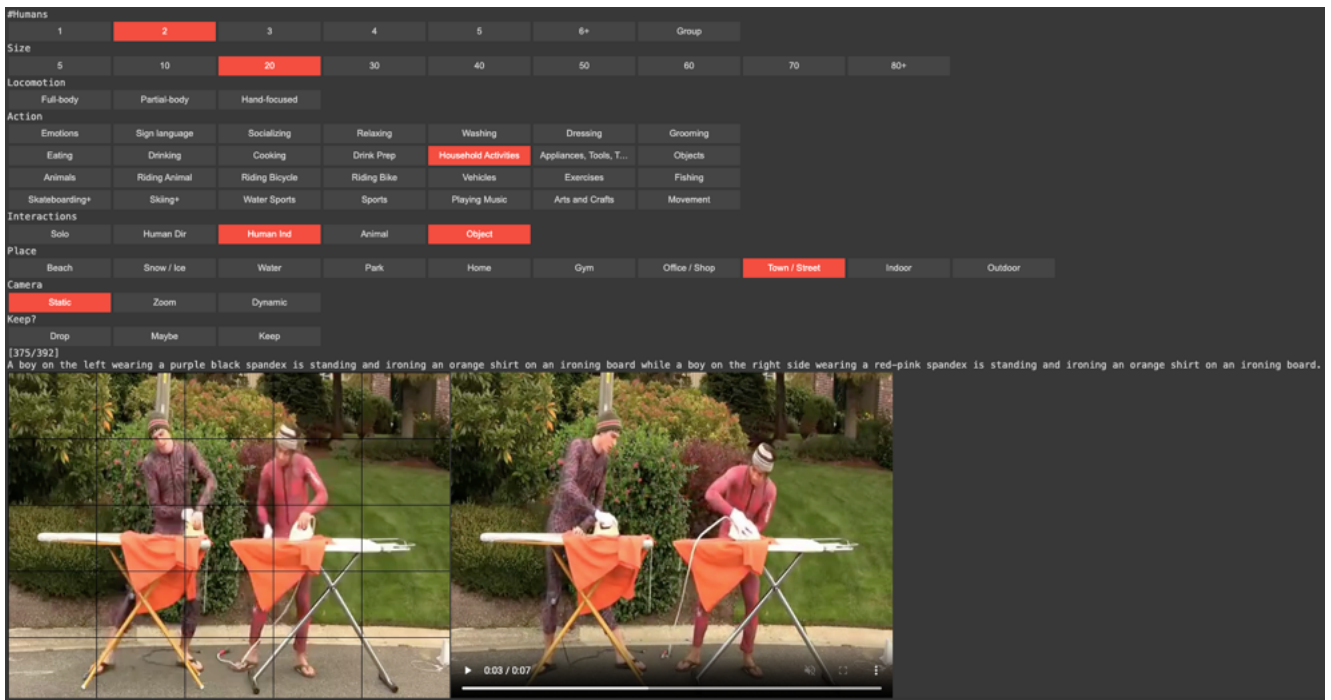 #Humans
1 2 3 4 5 6+ Group
Size
5 10 20 30 40 50 60 70 80+
Locomotion
Full-body Partial-body Hand-focused
Action
Emotions Sign language Socializing Relaxing Washing Dressing Grooming
Eating Drinking Cooking Drink Prep Household Activities Appliances, Tools, T... Objects
Animals Riding Animal Riding Bicycle Riding Bike Vehicles Exercises Fishing
Skateboarding+ Skiing+ Water Sports Sports Playing Music Arts and Crafts Movement
Interactions
Solo Human Dir Human Ind Animal Object
Place
Beach Snow / Ice Water Park Home Gym Office / Shop Town / Street Indoor Outdoor
Camera
Static Zoom Dynamic
Keep?
Drop Maybe Keep
[375/392]
A boy on the left wearing a purple black spandex is standing and ironing an orange shirt on an ironing board while a boy on the right side wearing a red-pink spandex is standing and ironing an orange shirt on an ironing board.
0:03 / 0:07